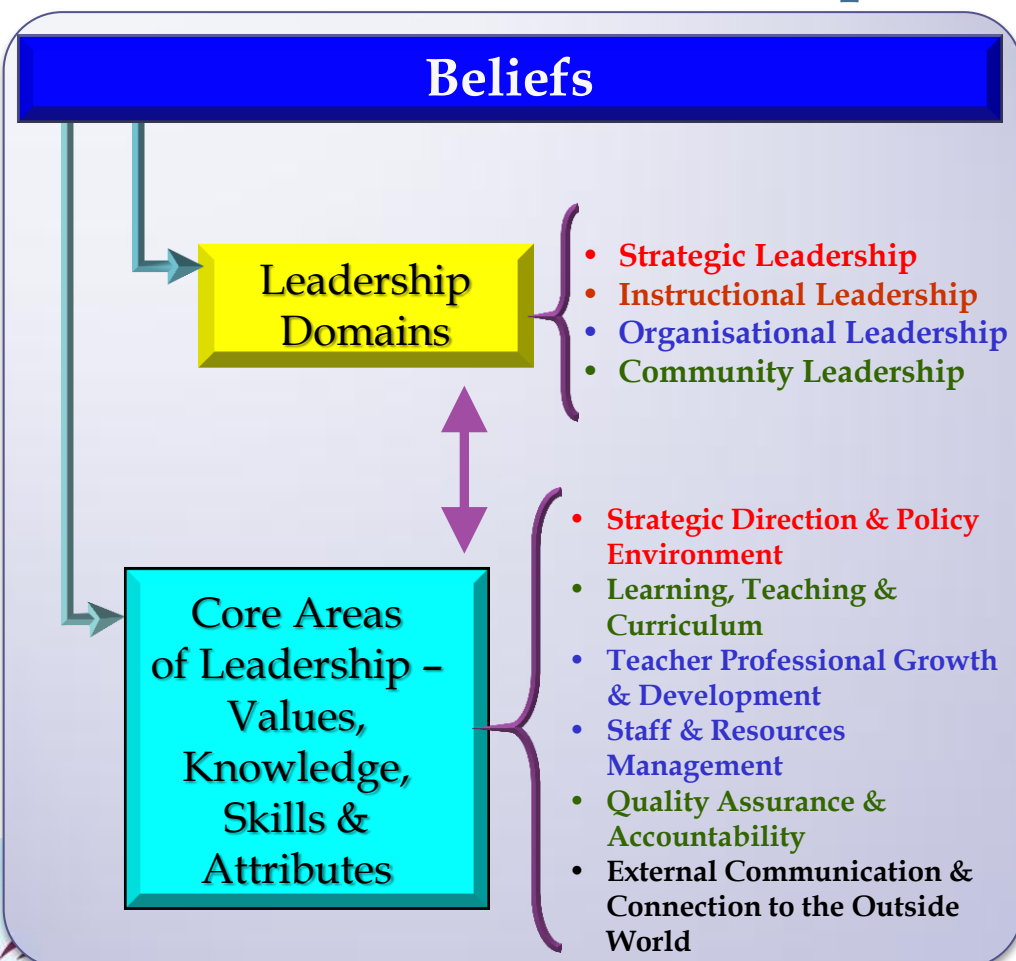 Beliefs
Leadership
Domains
• Strategic Leadership
• Instructional Leadership
• Organisational Leadership
• Community Leadership
Core Areas
of Leadership –
Values,
Knowledge,
Skills &
Attributes
• Strategic Direction & Policy
Environment
• Learning, Teaching &
Curriculum
• Teacher Professional Growth
& Development
• Staff & Resources
Management
• Quality Assurance &
Accountability
• External Communication &
Connection to the Outside
World